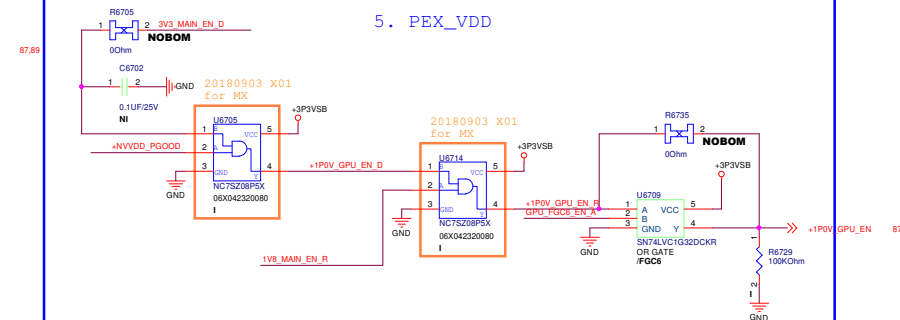 5. PEX_VDD
R6705
1
2
3V3_MAIN_EN_D
NOBOM
0Ohm
87,89
C6702
1
2
GND
0.1UF/25V
NI
20180903 X01
for MX
+3P3VSB
U6705
1
B
VCC
5
+NVVDD_PGOOD
2
A
3
GND
Y
4
+1P0V_GPU_EN_D
GND
NC7SZ08P5X
06X042320080
I
20180903 X01
for MX
+3P3VSB
U6714
1
B
VCC
5
2
A
3
GND
Y
4
GND
NC7SZ08P5X
06X042320080
I
1V8_MAIN_EN_R
R6735
1
2
NOBOM
0Ohm
+3P3VSB
U6709
+1P0V_GPU_EN_R
1
A
VCC
5
GPU_FGC6_EN_A
2
B
3
GND
Y
4
GND
SN74LVC1G32DCKR
OR GATE
/FGC6
+1P0V_GPU_EN
87
1
R6729
100KOhm
I
2
GND